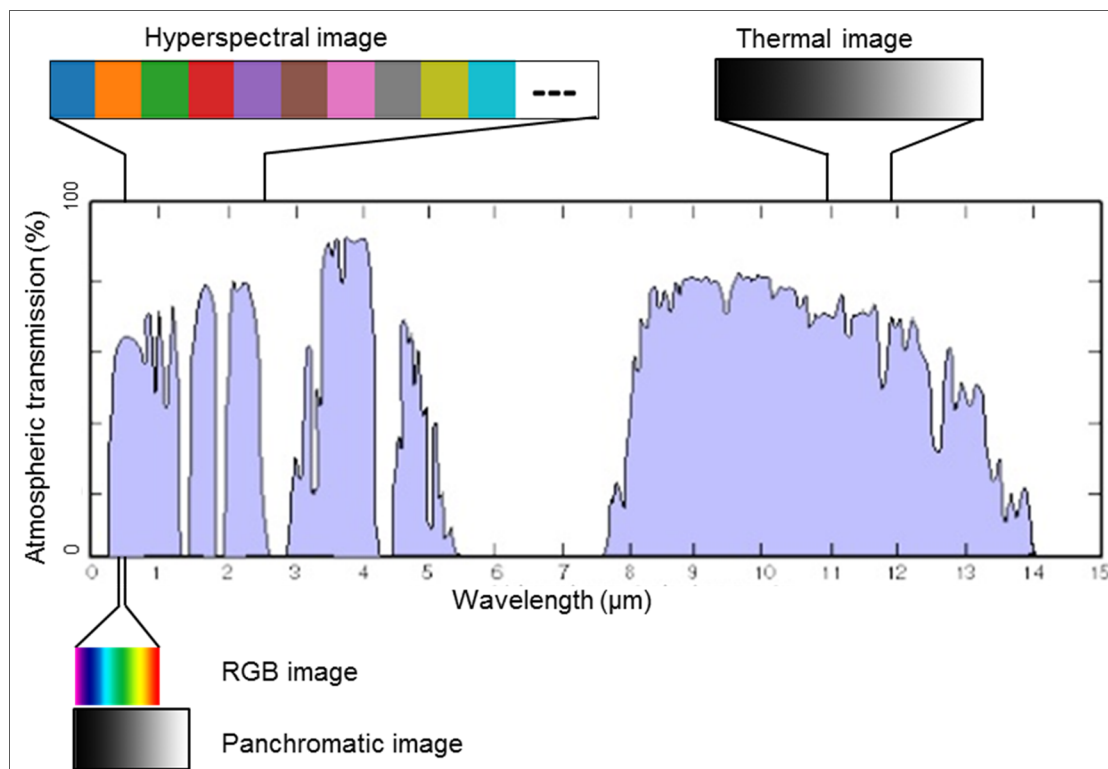 Hyperspectral image
Thermal image
---
100
Atmospheric transmission (%)
0
0 1 2 3 4 5 6 7 8 9 10 11 12 13 14 15
Wavelength (µm)
RGB image
Panchromatic image